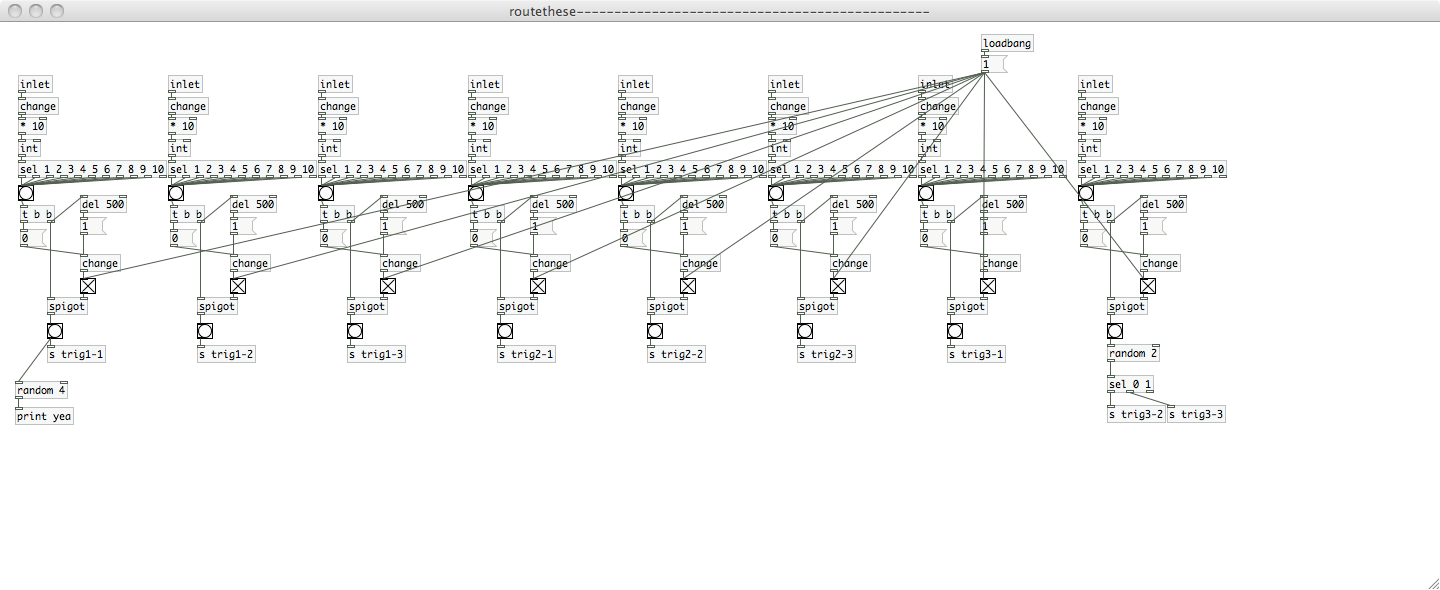 routethese-----------------------------------------------
loadbang
1
inlet inlet inlet inlet inlet inlet inlet inlet
change change change change change change change change
* 10 * 10 * 10 * 10 * 10 * 10 * 10 * 10
int int int int int int int int
sel 1 2 3 4 5 6 7 8 9 10 sel 1 2 3 4 5 6 7 8 9 10 sel 1 2 3 4 5 6 7 8 9 10 sel 1 2 3 4 5 6 7 8 9 10 sel 1 2 3 4 5 6 7 8 9 10 sel 1 2 3 4 5 6 7 8 9 10 sel 1 2 3 4 5 6 7 8 9 10 sel 1 2 3 4 5 6 7 8 9 10
del 500 del 500 del 500 del 500 del 500 del 500 del 500 del 500
t b b t b b t b b t b b t b b t b b t b b t b b
1 1 1 1 1 1 1 1
0 0 0 0 0 0 0 0
change change change change change change change change
spigot spigot spigot spigot spigot spigot spigot spigot
s trig1-1 s trig1-2 s trig1-3 s trig2-1 s trig2-2 s trig2-3 s trig3-1 random 2
random 4 sel 0 1
print yea s trig3-2 s trig3-3